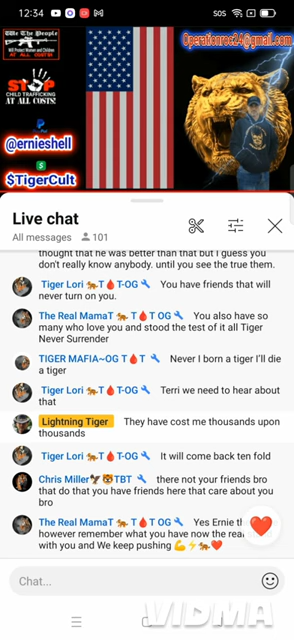 12:34
SOS
We The People
Will Protect Women and Children
AT ALL COSTS!
STOP
CHILD TRAFFICKING
AT ALL COSTS!
@ernieshell
$TigerCult
Operationroc24@gmail.com
Live chat
All messages 101
thought that he was better than that but I guess you
don't really know anybody. until you see the true them.
Tiger Lori 🐅T🩸T-OG You have friends that will
never turn on you.
The Real MamaT 🐅 T🩸T OG You also have so
many who love you and stood the test of it all Tiger
Never Surrender
TIGER MAFIA~OG T🩸T Never I born a tiger I'll die
a tiger
Tiger Lori 🐅T🩸T-OG Terri we need to hear about
that
Lightning Tiger They have cost me thousands upon
thousands
Tiger Lori 🐅T🩸T-OG It will come back ten fold
Chris Miller🦅🐯TBT there not your friends bro
that do that you have friends here that care about you
bro
The Real MamaT 🐅 T🩸T OG Yes Ernie
however remember what you have now the
with you and We keep pushing 💪⚡🐅❤️
Chat...
VIDMA